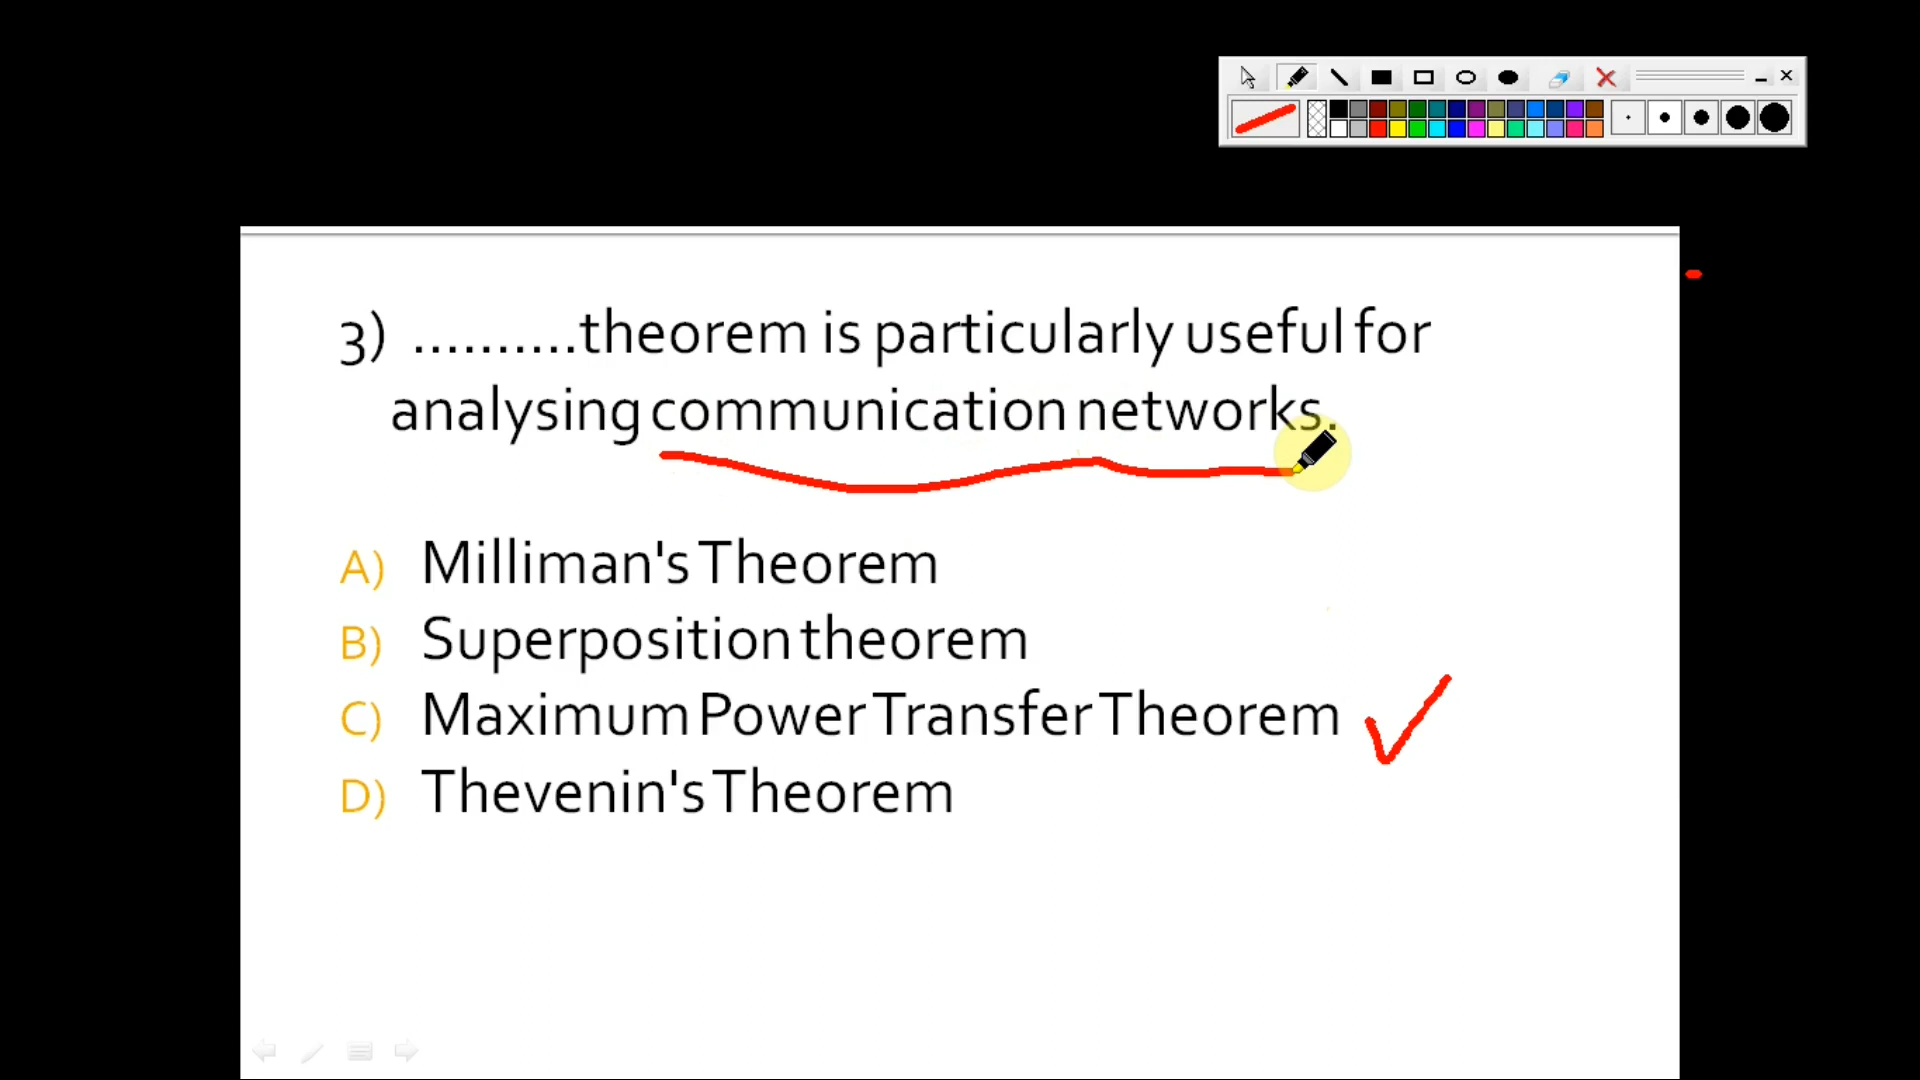 3) ..........theorem is particularly useful for
analysing communication networks.
A) Milliman's Theorem
B) Superposition theorem
C) Maximum Power Transfer Theorem
D) Thevenin's Theorem